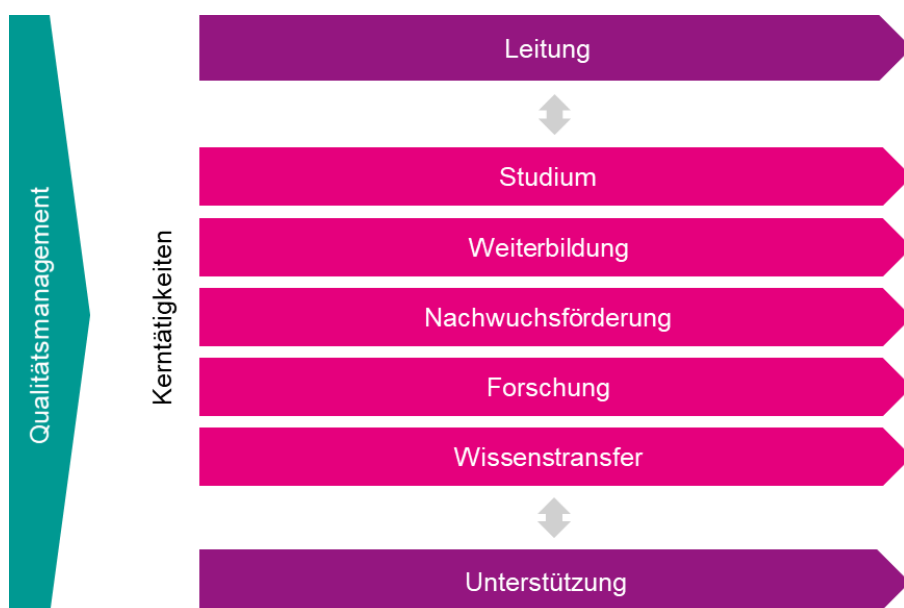 Leitung
Qualitätsmanagement
Kerntätigkeiten
Studium
Weiterbildung
Nachwuchsförderung
Forschung
Wissenstransfer
Unterstützung